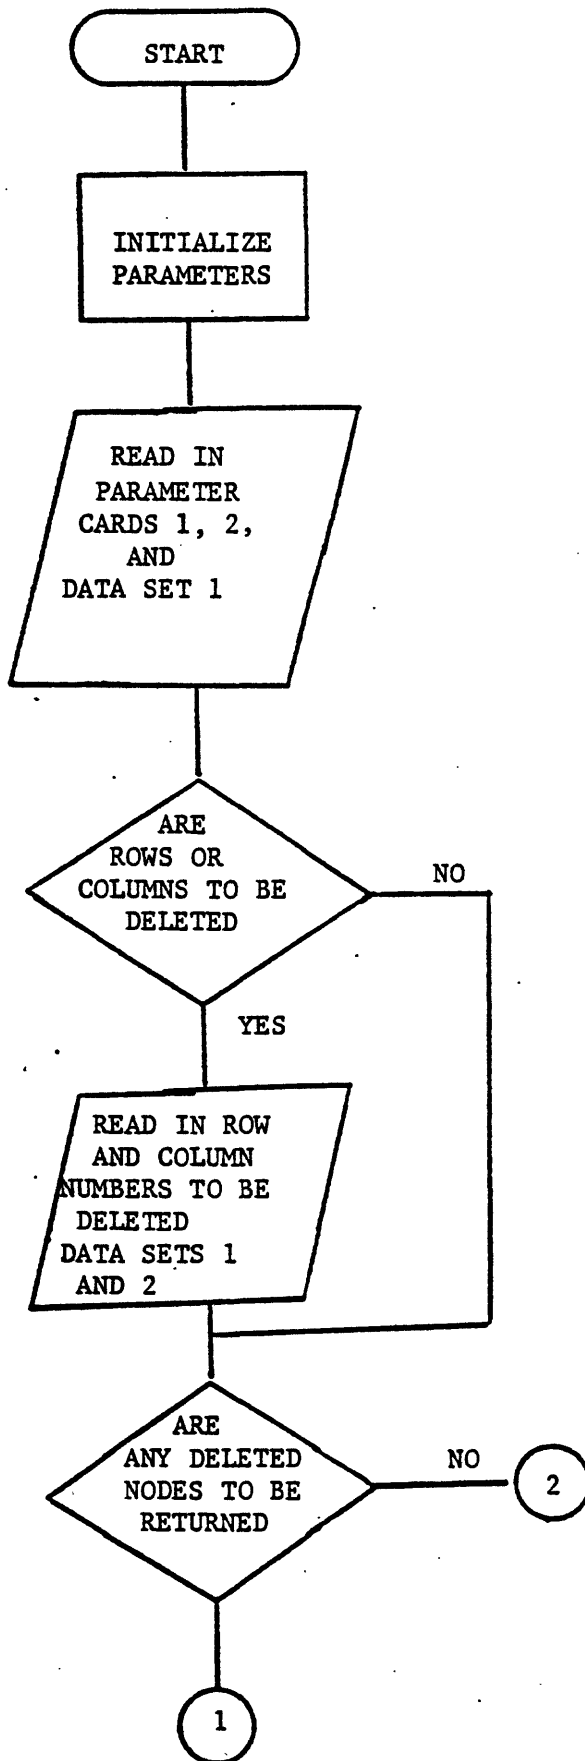 START
INITIALIZE
PARAMETERS
READ IN
PARAMETER
CARDS 1, 2,
AND
DATA SET 1
ARE
ROWS OR
COLUMNS TO BE
DELETED
NO
YES
READ IN ROW
AND COLUMN
NUMBERS TO BE
DELETED
DATA SETS 1
AND 2
ARE
ANY DELETED
NODES TO BE
RETURNED
NO
2
1